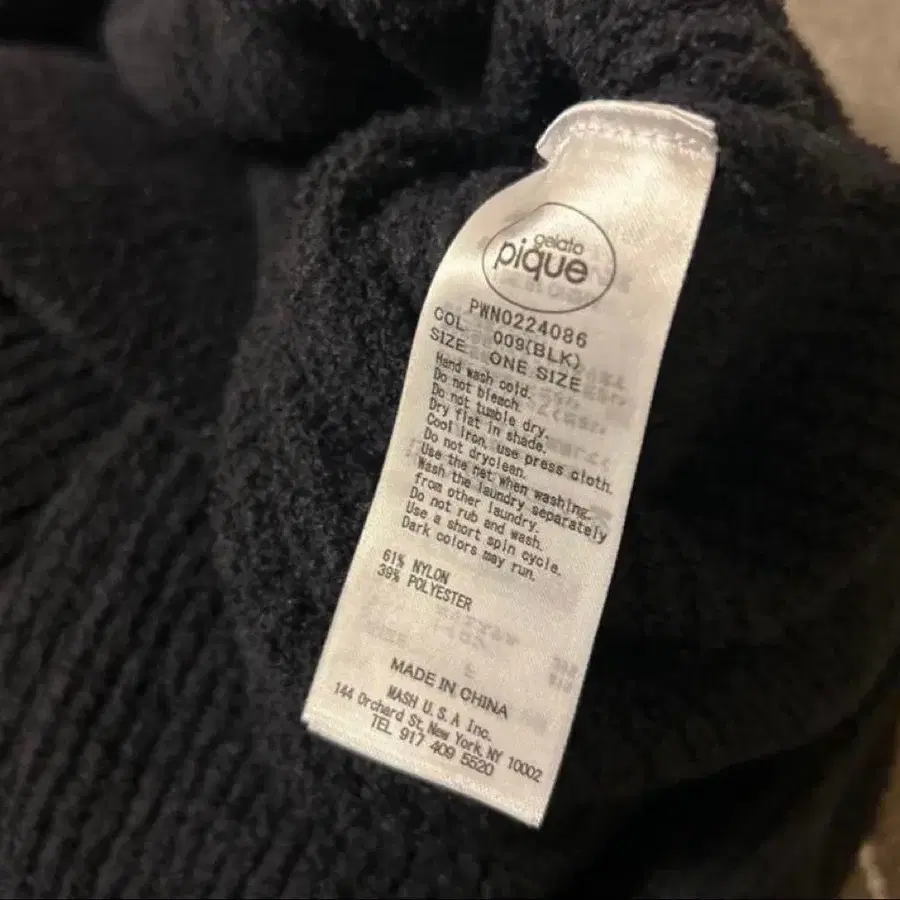 gelato
pique
PWNO224086
COL 009(BLK)
SIZE ONE SIZE
Hand wash cold.
Do not bleach.
Do not tumble dry.
Dry flat in shade.
Cool iron, use press cloth.
Do not dryclean.
Use the net when washing.
Wash the laundry separately
from other laundry.
Do not rub and wash.
Use a short spin cycle.
Dark colors may run.
61% NYLON
39% POLYESTER
MADE IN CHINA
MASH U.S.A Inc.
144 Orchard St, New York, NY 10002
TEL 917 409 5520